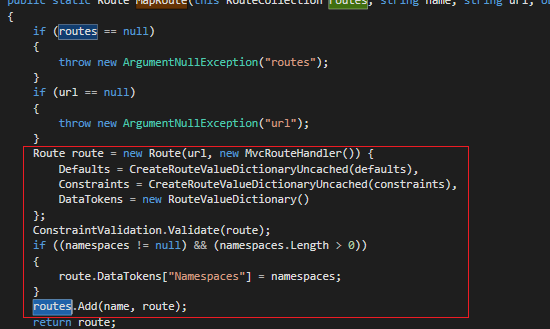 public static Route MapRoute(this RouteCollection routes, string name, string url,
{
if (routes == null)
{
throw new ArgumentNullException("routes");
}
if (url == null)
{
throw new ArgumentNullException("url");
}
Route route = new Route(url, new MvcRouteHandler()) {
Defaults = CreateRouteValueDictionaryUncached(defaults),
Constraints = CreateRouteValueDictionaryUncached(constraints),
DataTokens = new RouteValueDictionary()
};
ConstraintValidation.Validate(route);
if ((namespaces != null) && (namespaces.Length > 0))
{
route.DataTokens["Namespaces"] = namespaces;
}
routes.Add(name, route);
return route;